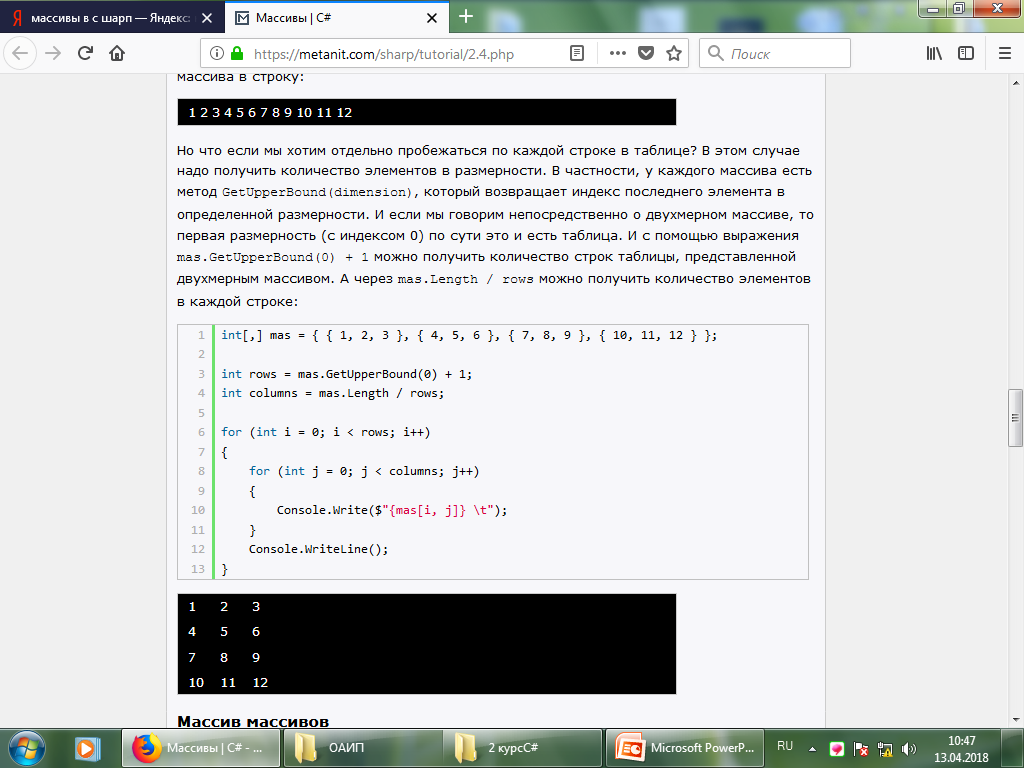 массивы в с шарп — Яндекс:
Массивы | C#
https://metanit.com/sharp/tutorial/2.4.php
Поиск
массива в строку:
1 2 3 4 5 6 7 8 9 10 11 12
Но что если мы хотим отдельно пробежаться по каждой строке в таблице? В этом случае
надо получить количество элементов в размерности. В частности, у каждого массива есть
метод GetUpperBound(dimension), который возвращает индекс последнего элемента в
определенной размерности. И если мы говорим непосредственно о двухмерном массиве, то
первая размерность (с индексом 0) по сути это и есть таблица. И с помощью выражения
mas.GetUpperBound(0) + 1 можно получить количество строк таблицы, представленной
двухмерным массивом. А через mas.Length / rows можно получить количество элементов
в каждой строке:
1 int[,] mas = { { 1, 2, 3 }, { 4, 5, 6 }, { 7, 8, 9 }, { 10, 11, 12 } };
2
3 int rows = mas.GetUpperBound(0) + 1;
4 int columns = mas.Length / rows;
5
6 for (int i = 0; i < rows; i++)
7 {
8 for (int j = 0; j < columns; j++)
9 {
10 Console.Write($"{mas[i, j]} \t");
11 }
12 Console.WriteLine();
13 }
1 2 3
4 5 6
7 8 9
10 11 12
Массив массивов
Массивы | C# - ...
ОАИП
2 курсC#
Microsoft PowerP...
RU
10:47
13.04.2018